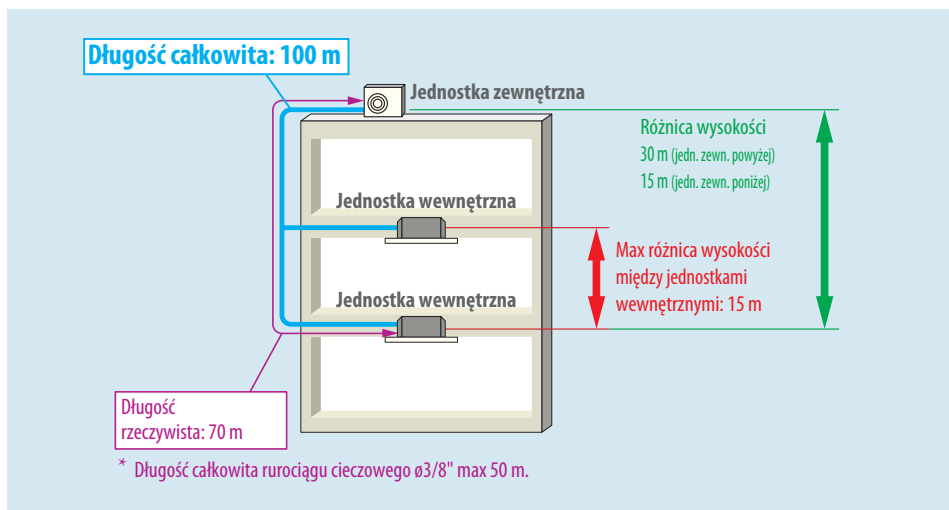 Długość całkowita: 100 m
Jednostka zewnętrzna
Różnica wysokości
30 m (jedn. zewn. powyżej)
15 m (jedn. zewn. poniżej)
Jednostka wewnętrzna
Max różnica wysokości
między jednostkami
wewnętrznymi: 15 m
Jednostka wewnętrzna
Długość
rzeczywista: 70 m
* Długość całkowita rurociągu cieczowego ø3/8" max 50 m.